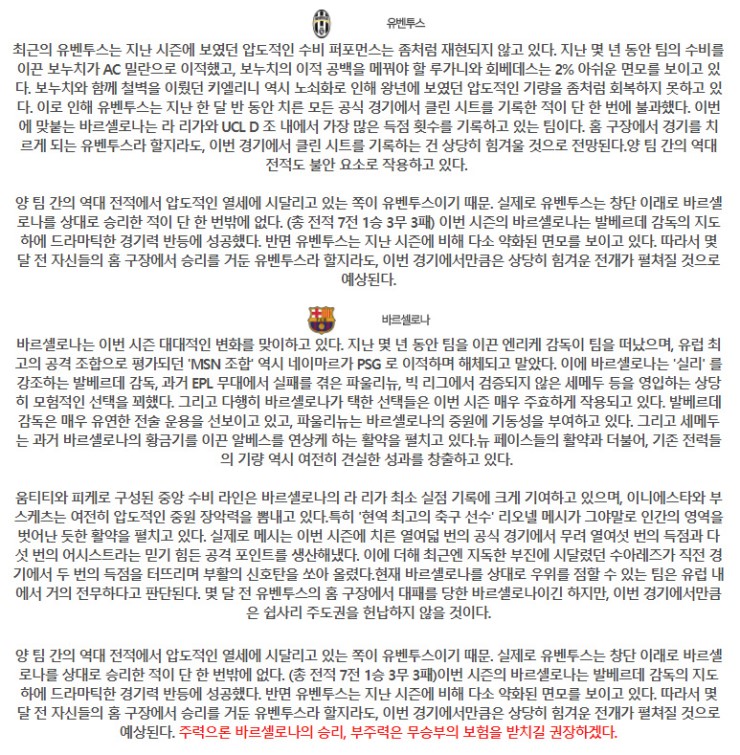 유벤투스
최근의 유벤투스는 지난 시즌에 보였던 압도적인 수비 퍼포먼스는 좀처럼 재현되지 않고 있다. 지난 몇 년 동안 팀의 수비를
이끈 보누치가 AC 밀란으로 이적했고, 보누치의 이적 공백을 메꿔야 할 루가니와 회베데스는 2% 아쉬운 면모를 보이고 있
다. 보누치와 함께 철벽을 이뤘던 키엘리니 역시 노쇠화로 인해 왕년에 보였던 압도적인 기량을 좀처럼 회복하지 못하고 있
다. 이로 인해 유벤투스는 지난 한 달 반 동안 치른 모든 공식 경기에서 클린 시트를 기록한 적이 단 한 번에 불과했다. 이번
에 맞붙는 바르셀로나는 라 리가와 UCL D 조 내에서 가장 많은 득점 횟수를 기록하고 있는 팀이다. 홈 구장에서 경기를 치
르게 되는 유벤투스라 할지라도, 이번 경기에서 클린 시트를 기록하는 건 상당히 힘겨울 것으로 전망된다.양 팀 간의 역대
전적도 불안 요소로 작용하고 있다.
양 팀 간의 역대 전적에서 압도적인 열세에 시달리고 있는 쪽이 유벤투스이기 때문. 실제로 유벤투스는 창단 이래로 바르셀
로나를 상대로 승리한 적이 단 한 번밖에 없다. (총 전적 7전 1승 3무 3패) 이번 시즌의 바르셀로나는 발베르데 감독의 지도
하에 드라마틱한 경기력 반등에 성공했다. 반면 유벤투스는 지난 시즌에 비해 다소 약화된 면모를 보이고 있다. 따라서 몇
달 전 자신들의 홈 구장에서 승리를 거둔 유벤투스라 할지라도, 이번 경기에서만큼은 상당히 힘겨운 전개가 펼쳐질 것으로
예상된다.
바르셀로나
바르셀로나는 이번 시즌 대대적인 변화를 맞이하고 있다. 지난 몇 년 동안 팀을 이끈 엔리케 감독이 팀을 떠났으며, 유럽 최
고의 공격 조합으로 평가되던 'MSN 조합' 역시 네이마르가 PSG 로 이적하며 해체되고 말았다. 이에 바르셀로나는 '실리' 를
강조하는 발베르데 감독, 과거 EPL 무대에서 실패를 겪은 파울리뉴, 빅 리그에서 검증되지 않은 세메두 등을 영입하는 상당
히 모험적인 선택을 꾀했다. 그리고 다행히 바르셀로나가 택한 선택들은 이번 시즌 매우 주효하게 작용되고 있다. 발베르데
감독은 매우 유연한 전술 운용을 선보이고 있고, 파울리뉴는 바르셀로나의 중원에 기동성을 부여하고 있다. 그리고 세메두
는 과거 바르셀로나의 황금기를 이끈 알베스를 연상케 하는 활약을 펼치고 있다.뉴 페이스들의 활약과 더불어, 기존 전력들
의 기량 역시 여전히 견실한 성과를 창출하고 있다.
움티티와 피케로 구성된 중앙 수비 라인은 바르셀로나의 라 리가 최소 실점 기록에 크게 기여하고 있으며, 이니에스타와 부
스케츠는 여전히 압도적인 중원 장악력을 뽐내고 있다.특히 '현역 최고의 축구 선수' 리오넬 메시가 그야말로 인간의 영역을
벗어난 듯한 활약을 펼치고 있다. 실제로 메시는 이번 시즌에 치른 열여덟 번의 공식 경기에서 무려 열여섯 번의 득점과 다
섯 번의 어시스트라는 믿기 힘든 공격 포인트를 생산해냈다. 이에 더해 최근엔 지독한 부진에 시달렸던 수아레즈가 직전 경
기에서 두 번의 득점을 터뜨리며 부활의 신호탄을 쏘아 올렸다.현재 바르셀로나를 상대로 우위를 점할 수 있는 팀은 유럽 내
에서 거의 전무하다고 판단된다. 몇 달 전 유벤투스의 홈 구장에서 대패를 당한 바르셀로나이긴 하지만, 이번 경기에서만큼
은 쉽사리 주도권을 헌납하지 않을 것이다.
양 팀 간의 역대 전적에서 압도적인 열세에 시달리고 있는 쪽이 유벤투스이기 때문. 실제로 유벤투스는 창단 이래로 바르셀
로나를 상대로 승리한 적이 단 한 번밖에 없다. (총 전적 7전 1승 3무 3패)이번 시즌의 바르셀로나는 발베르데 감독의 지도
하에 드라마틱한 경기력 반등에 성공했다. 반면 유벤투스는 지난 시즌에 비해 다소 약화된 면모를 보이고 있다. 따라서 몇
달 전 자신들의 홈 구장에서 승리를 거둔 유벤투스라 할지라도, 이번 경기에서만큼은 상당히 힘겨운 전개가 펼쳐질 것으로
예상된다. 주력으론 바르셀로나의 승리, 부주력은 무승부의 보험을 받치길 권장하겠다.